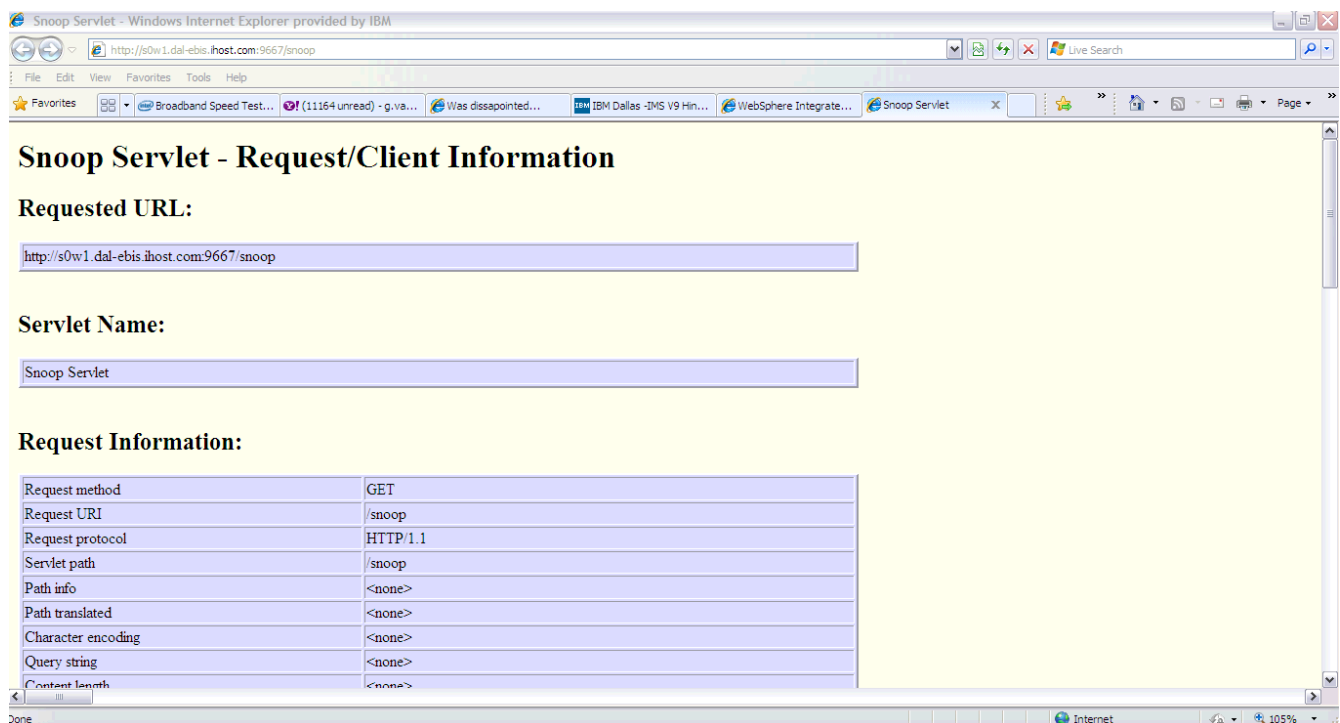 Snoop Servlet - Windows Internet Explorer provided by IBM
http://s0w1.dal-ebis.ihost.com:9667/snoop
Live Search
File Edit View Favorites Tools Help
Favorites
Broadband Speed Test... (11164 unread) - g.va... Was dissapointed... IBM IBM Dallas -IMS V9 Hin... WebSphere Integrate... Snoop Servlet x » Page » 
Snoop Servlet - Request/Client Information
Requested URL:
http://s0w1.dal-ebis.ihost.com:9667/snoop
Servlet Name:
Snoop Servlet
Request Information:
Request method GET
Request URI /snoop
Request protocol HTTP/1.1
Servlet path /snoop
Path info <none>
Path translated <none>
Character encoding <none>
Query string <none>
Content length <none>
Done Internet 105%